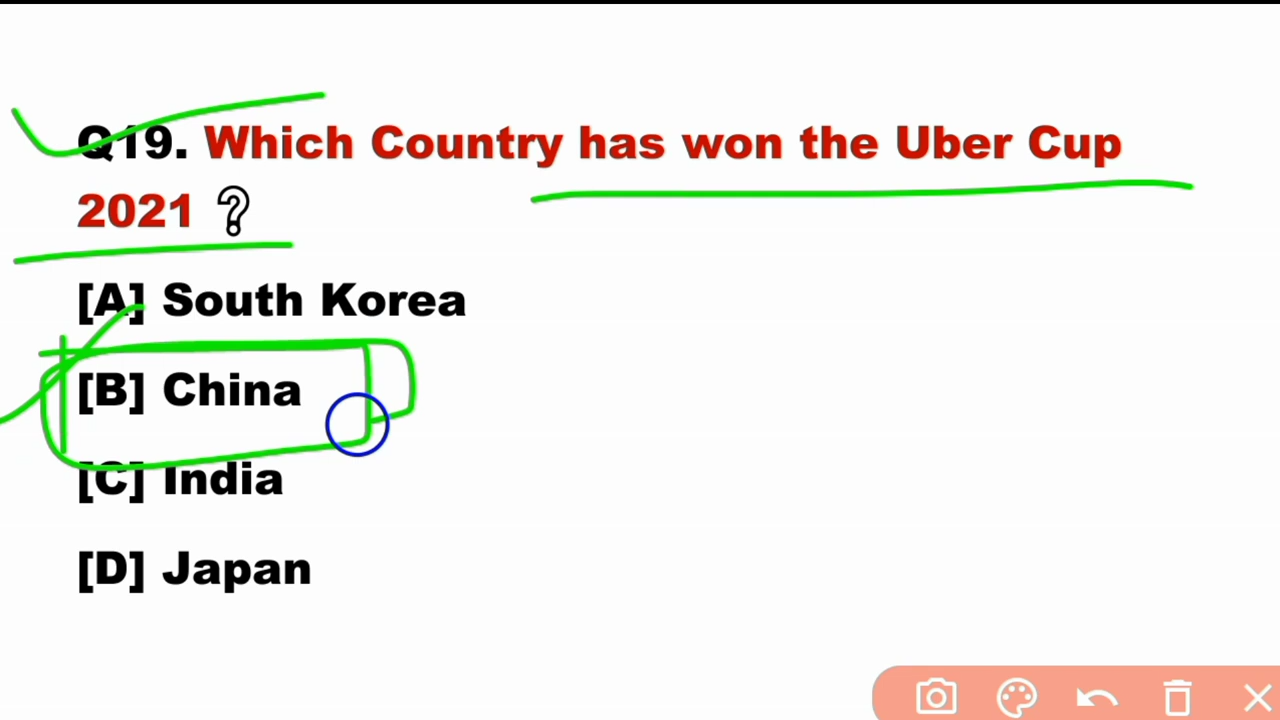 Q19. Which Country has won the Uber Cup
2021 ?
[A] South Korea
[B] China
[C] India
[D] Japan